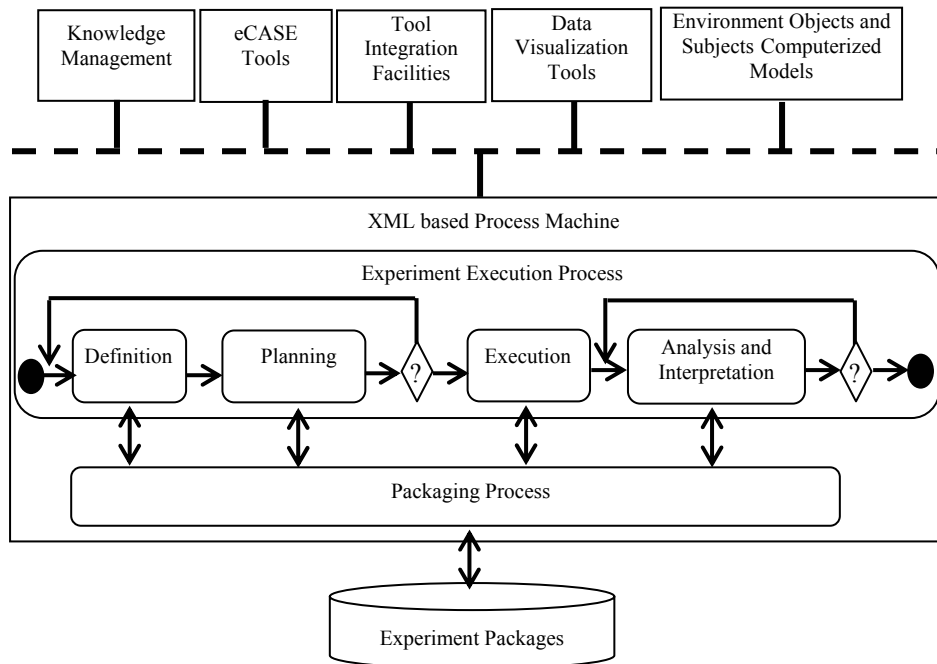 Knowledge
Management
eCASE
Tools
Tool
Integration
Facilities
Data
Visualization
Tools
Environment Objects and
Subjects Computerized
Models
XML based Process Machine
Experiment Execution Process
Definition
Planning
?
Execution
Analysis and
Interpretation
?
Packaging Process
Experiment Packages